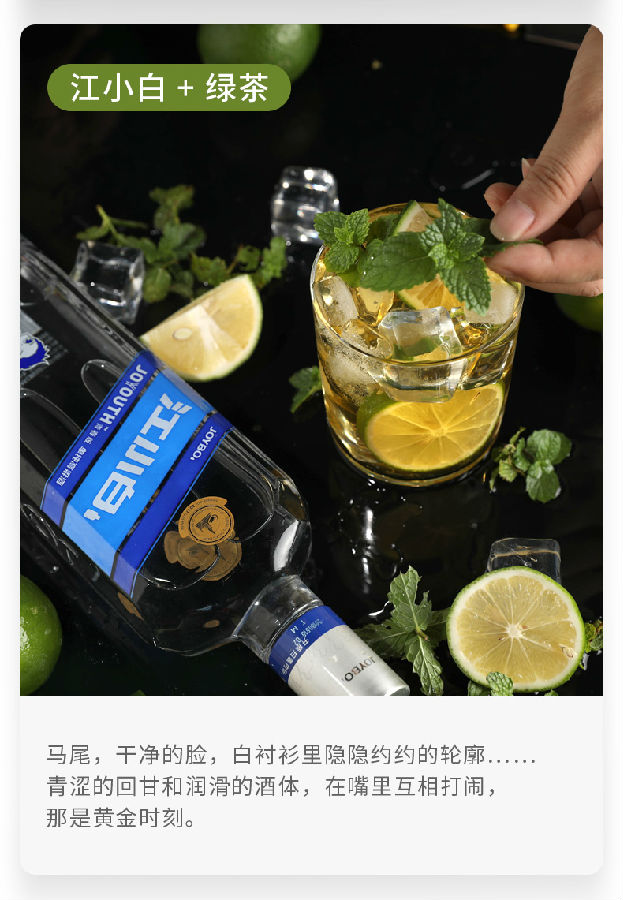 江小白 + 绿茶
JOYOUTH
江小白
JOYBO
JOYBO
马尾，干净的脸，白衬衫里隐隐约约的轮廓……
青涩的回甘和润滑的酒体，在嘴里互相打闹，
那是黄金时刻。